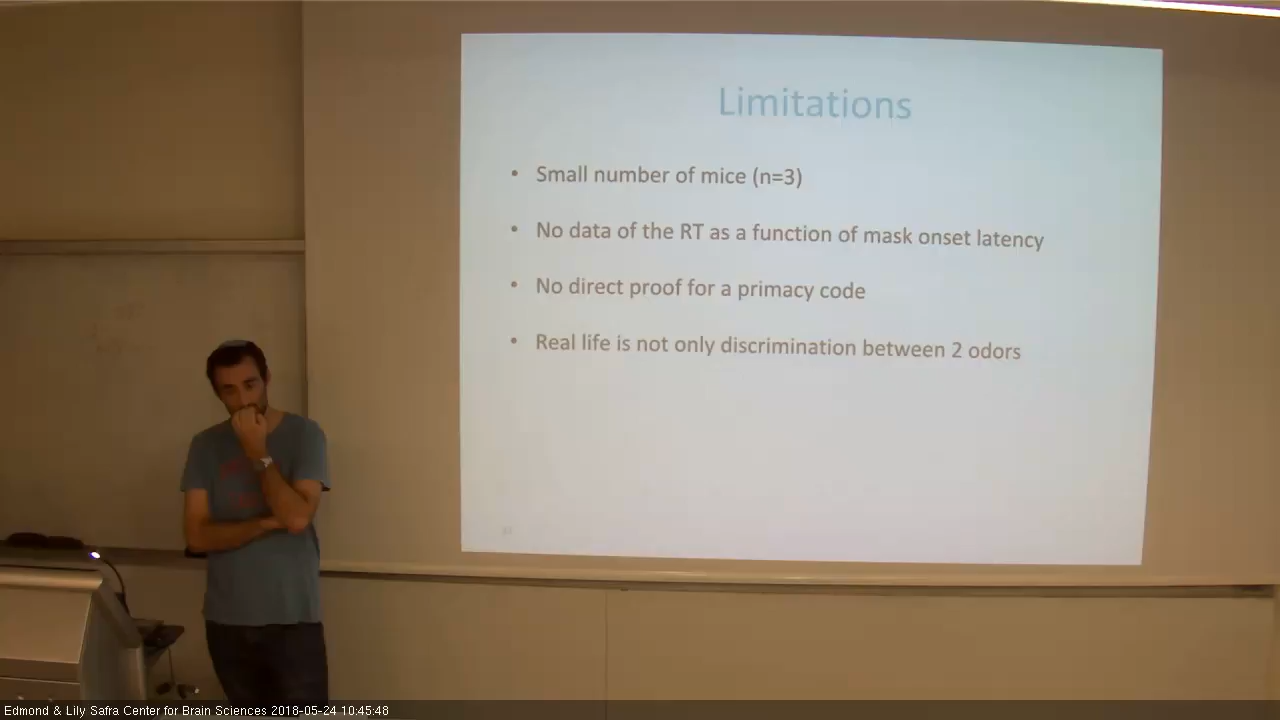 Limitations
• Small number of mice (n=3)
• No data of the RT as a function of mask onset latency
• No direct proof for a primacy code
• Real life is not only discrimination between 2 odors
Edmond & Lily Safra Center for Brain Sciences 2018-05-24 10:45:48